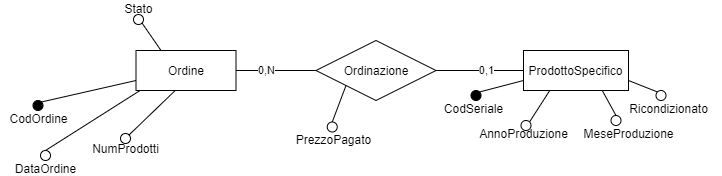 Stato
Ordine
0,N
Ordinazione
0,1
ProdottoSpecifico
CodOrdine
DataOrdine
NumProdotti
PrezzoPagato
CodSeriale
AnnoProduzione
MeseProduzione
Ricondizionato